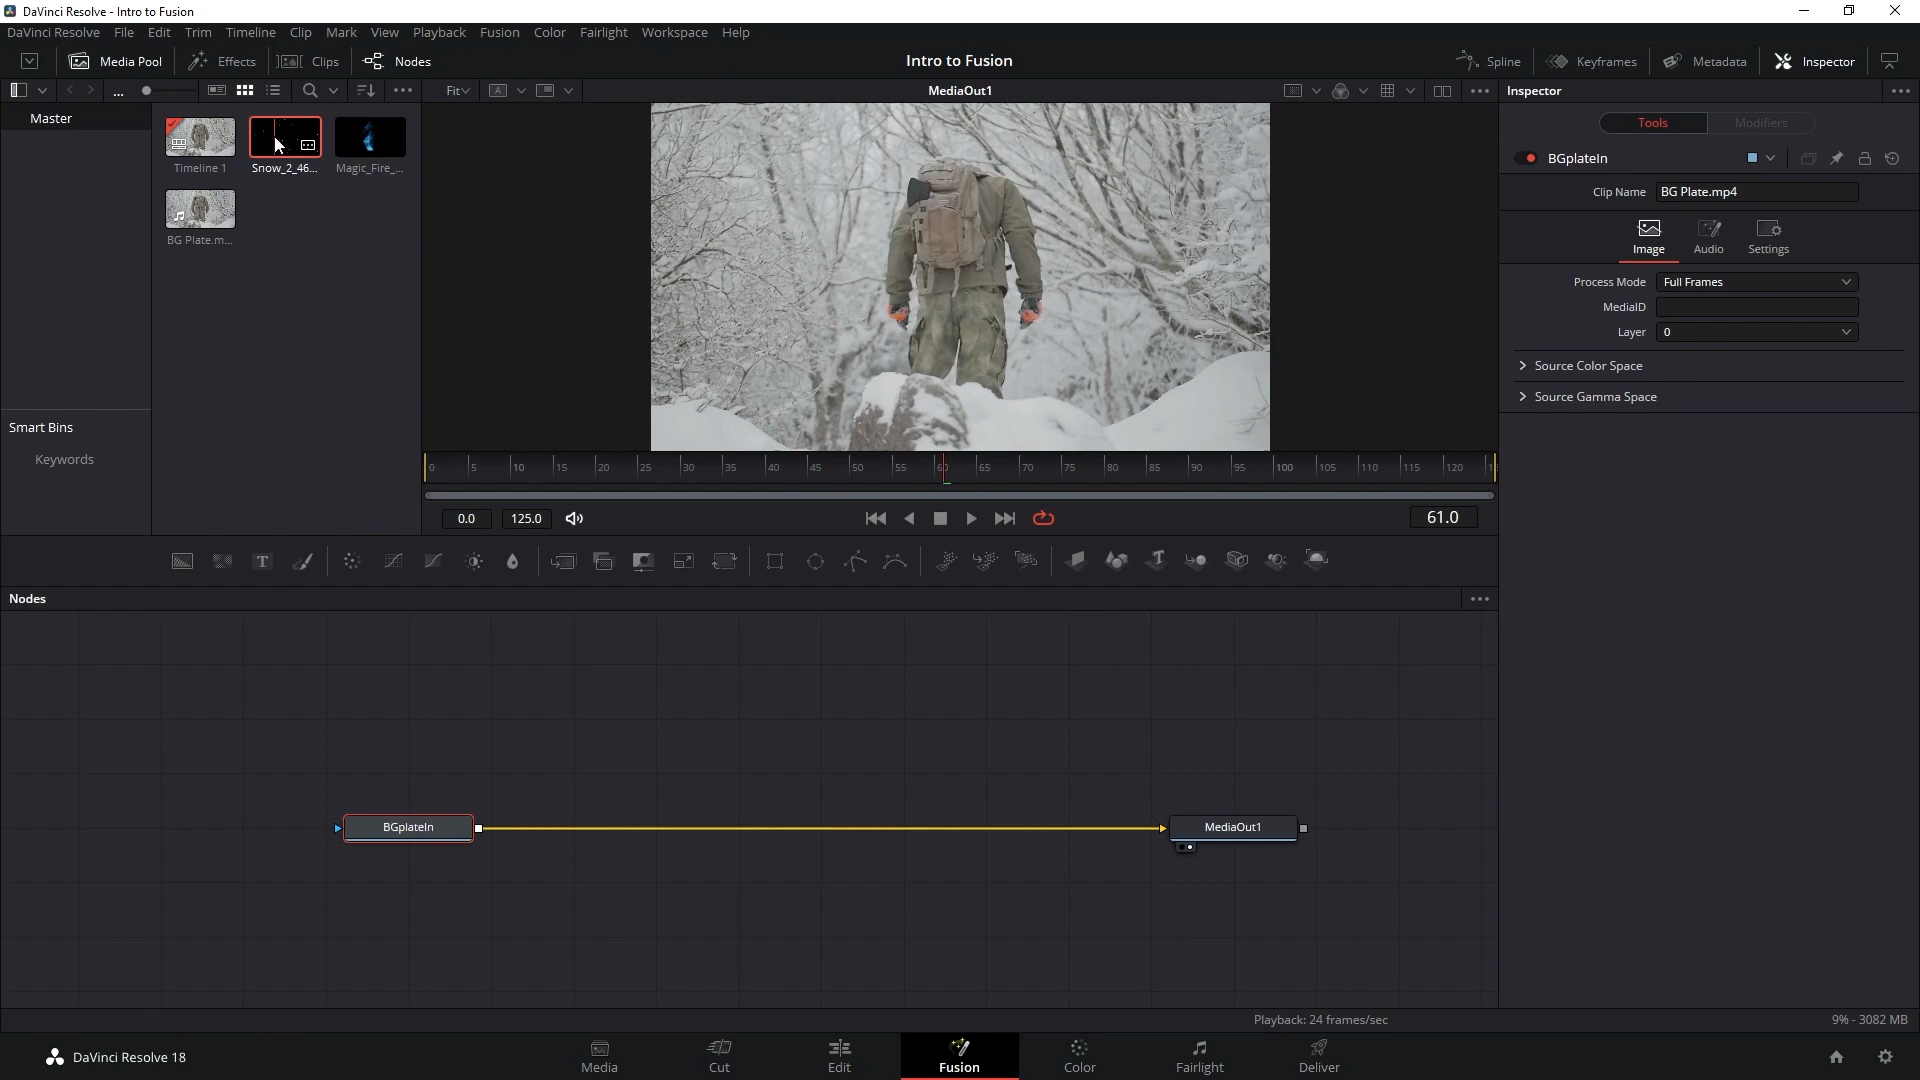 DaVinci Resolve - Intro to Fusion
DaVinci Resolve File Edit Trim Timeline Clip Mark View Playback Fusion Color Fairlight Workspace Help
Media Pool Effects Clips Nodes Intro to Fusion Spline Keyframes Metadata Inspector
... Fit A MediaOut1 Inspector
Master
Timeline 1 Snow_2_46... Magic_Fire_...
BG Plate.m...
Smart Bins
Keywords
Tools Modifiers
BGplateIn
Clip Name BG Plate.mp4
Image Audio Settings
Process Mode Full Frames
MediaID
Layer 0
Source Color Space
Source Gamma Space
0 5 10 15 20 25 30 35 40 45 50 55 65 70 75 80 85 90 95 100 105 110 115 120
0.0 125.0 61.0
T T
Nodes
BGplateIn MediaOut1
Playback: 24 frames/sec 9% - 3082 MB
DaVinci Resolve 18 Media Cut Edit Fusion Color Fairlight Deliver